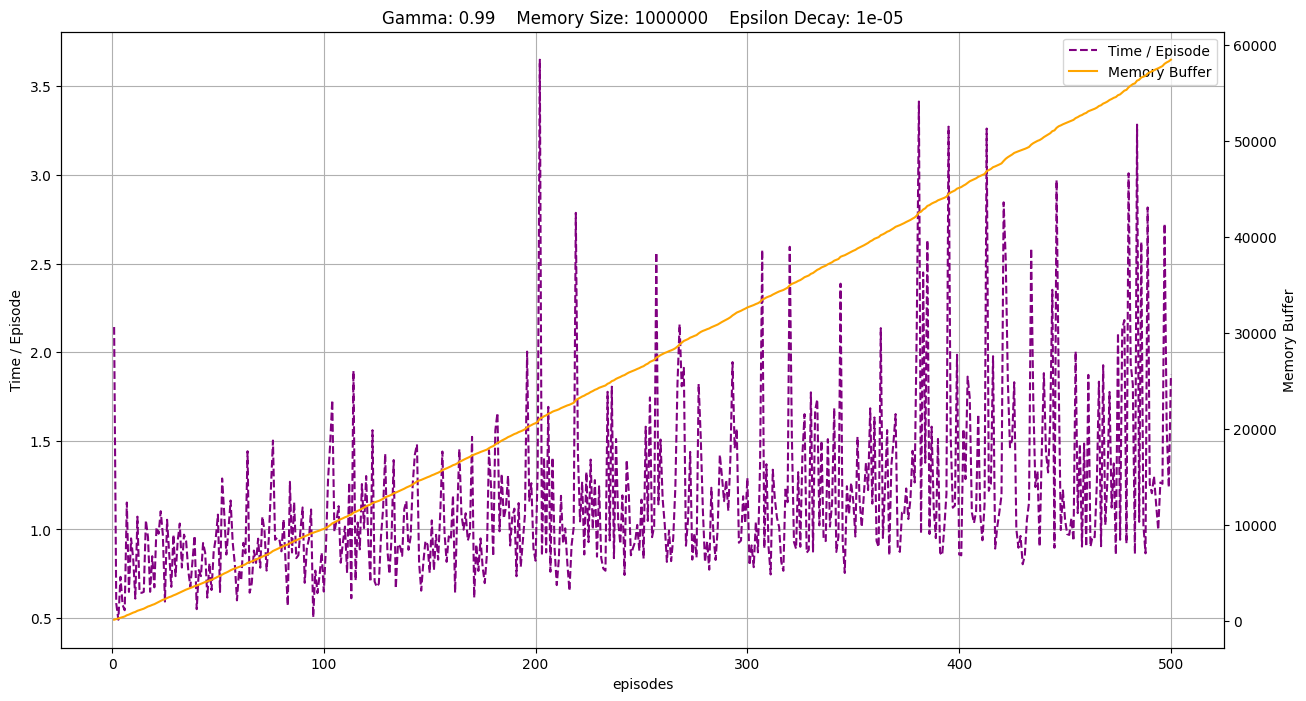 Gamma: 0.99    Memory Size: 1000000    Epsilon Decay: 1e-05
Time / Episode
Memory Buffer
3.5
3.0
2.5
2.0
1.5
1.0
0.5
Time / Episode
60000
50000
40000
30000
20000
10000
0
Memory Buffer
0 100 200 300 400 500
episodes